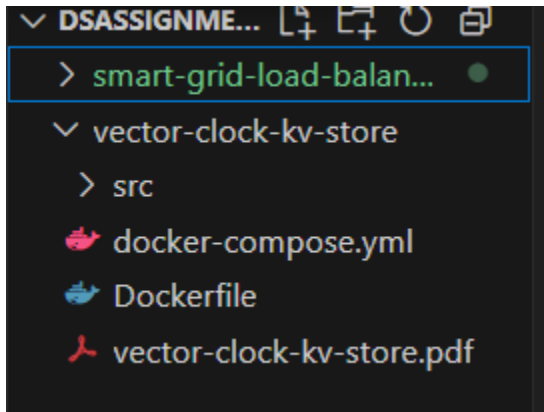 DSASSIGNME...
smart-grid-load-balan...
vector-clock-kv-store
src
docker-compose.yml
Dockerfile
vector-clock-kv-store.pdf